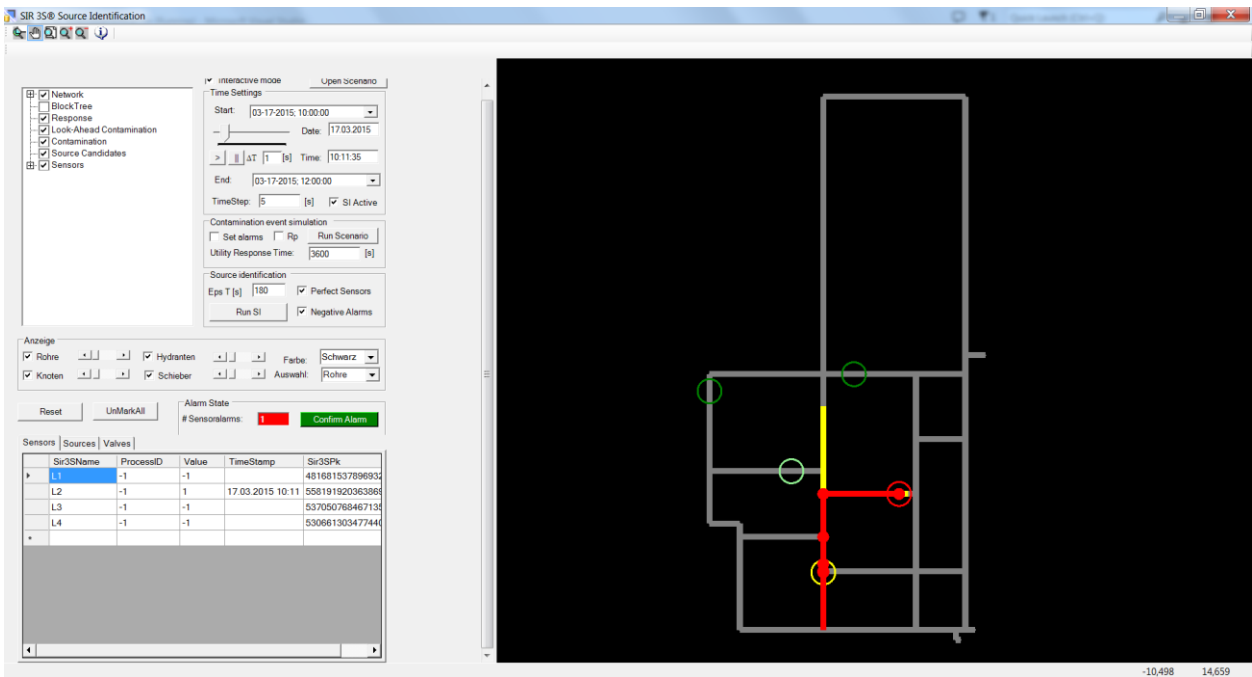 SIR 3S® Source Identification
Interactive mode Open Scenario
Network
BlockTree
Response
Look-Ahead Contamination
Contamination
Source Candidates
Sensors
Time Settings
Start: 03-17-2015; 10:00:00
Date: 17.03.2015
> || ΔT 1 [s] Time: 10:11:35
End: 03-17-2015; 12:00:00
TimeStep: 5 [s] SI Active
Contamination event simulation
Set alarms Rp Run Scenario
Utility Response Time: 3600 [s]
Source identification
Eps T [s] 180 Perfect Sensors
Run SI Negative Alarms
Anzeige
Rohre Hydranten Farbe: Schwarz
Knoten Schieber Auswahl: Rohre
Reset UnMarkAll
Alarm State
# Sensoralarms: 1 Confirm Alarm
Sensors Sources Valves
Sir3SName ProcessID Value TimeStamp Sir3SPk
L1 -1 -1 481681537896932
L2 -1 1 17.03.2015 10:11 558191920363869
L3 -1 -1 53705076846713
L4 -1 -1 530661303477440
-10,498 14,659